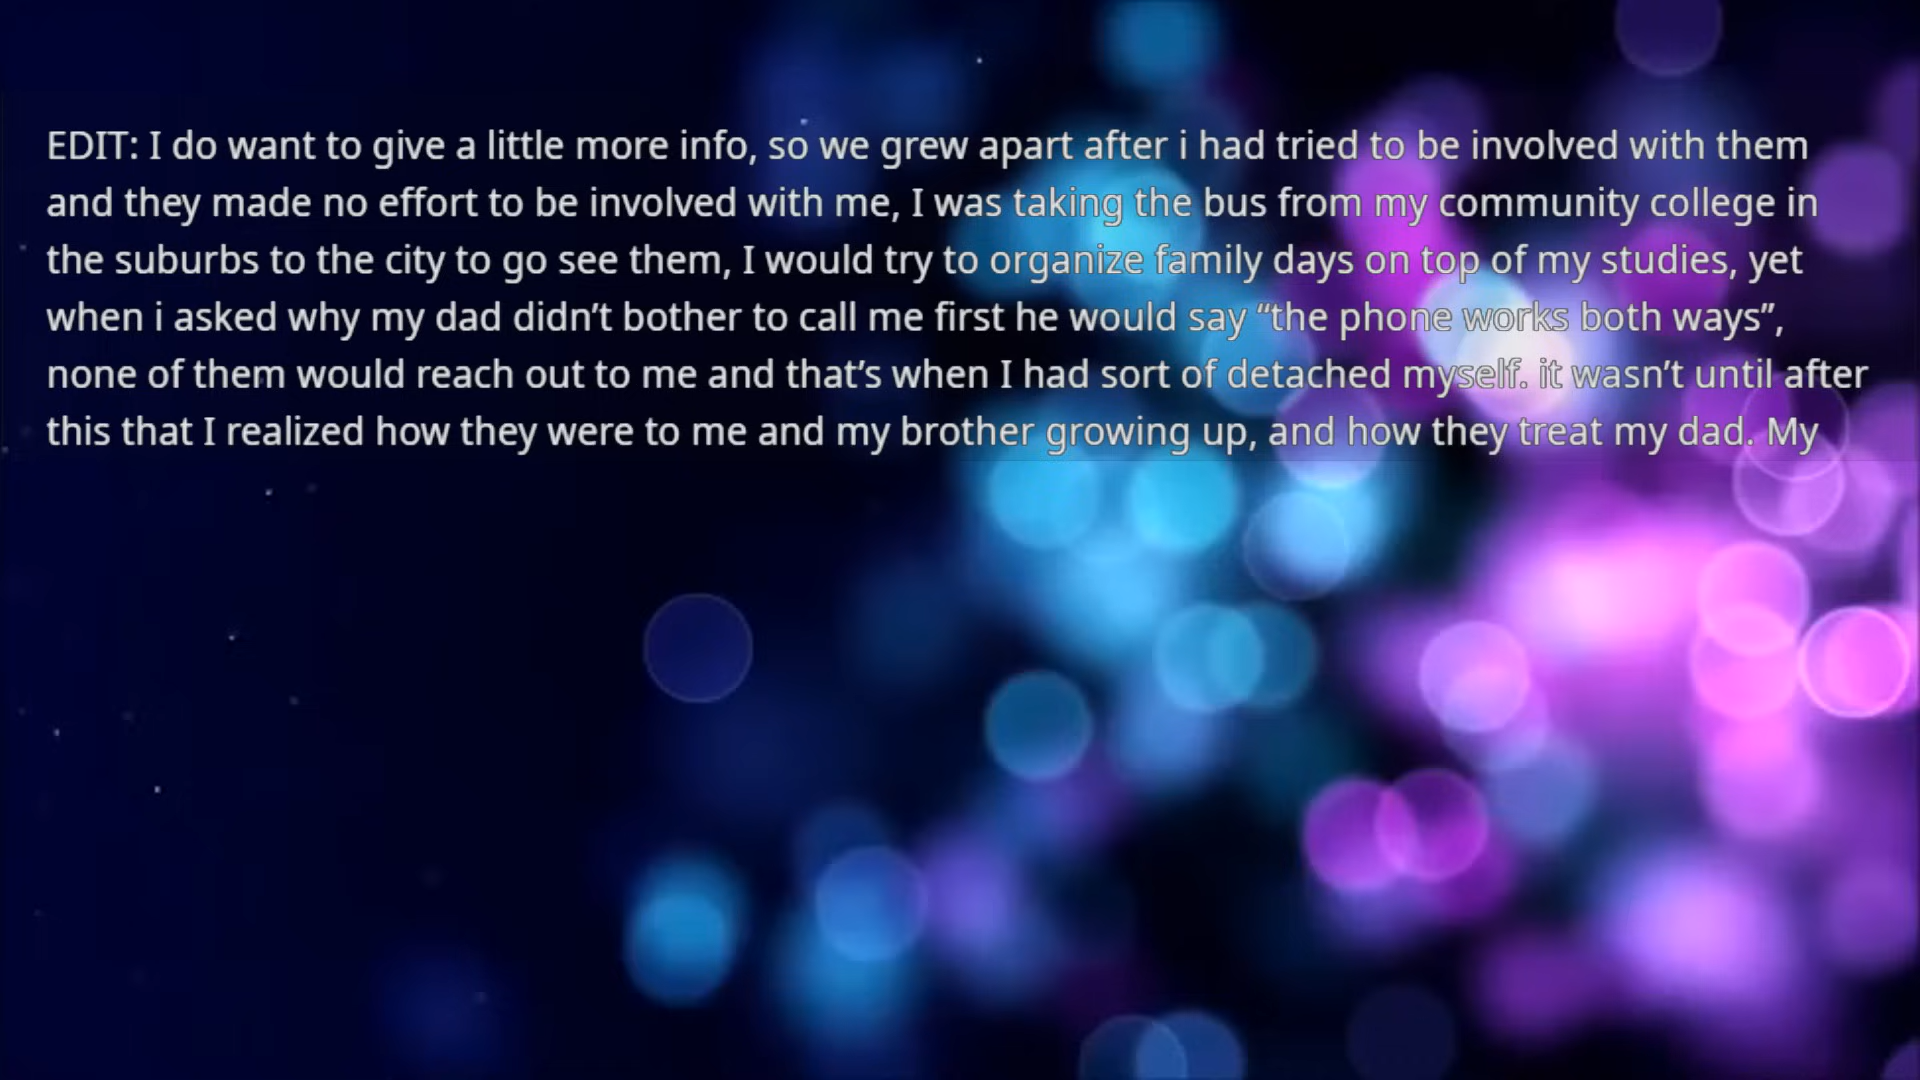 EDIT: I do want to give a little more info, so we grew apart after i had tried to be involved with them
and they made no effort to be involved with me, I was taking the bus from my community college in
the suburbs to the city to go see them, I would try to organize family days on top of my studies, yet
when i asked why my dad didn’t bother to call me first he would say “the phone works both ways”,
none of them would reach out to me and that’s when I had sort of detached myself. it wasn’t until after
this that I realized how they were to me and my brother growing up, and how they treat my dad. My